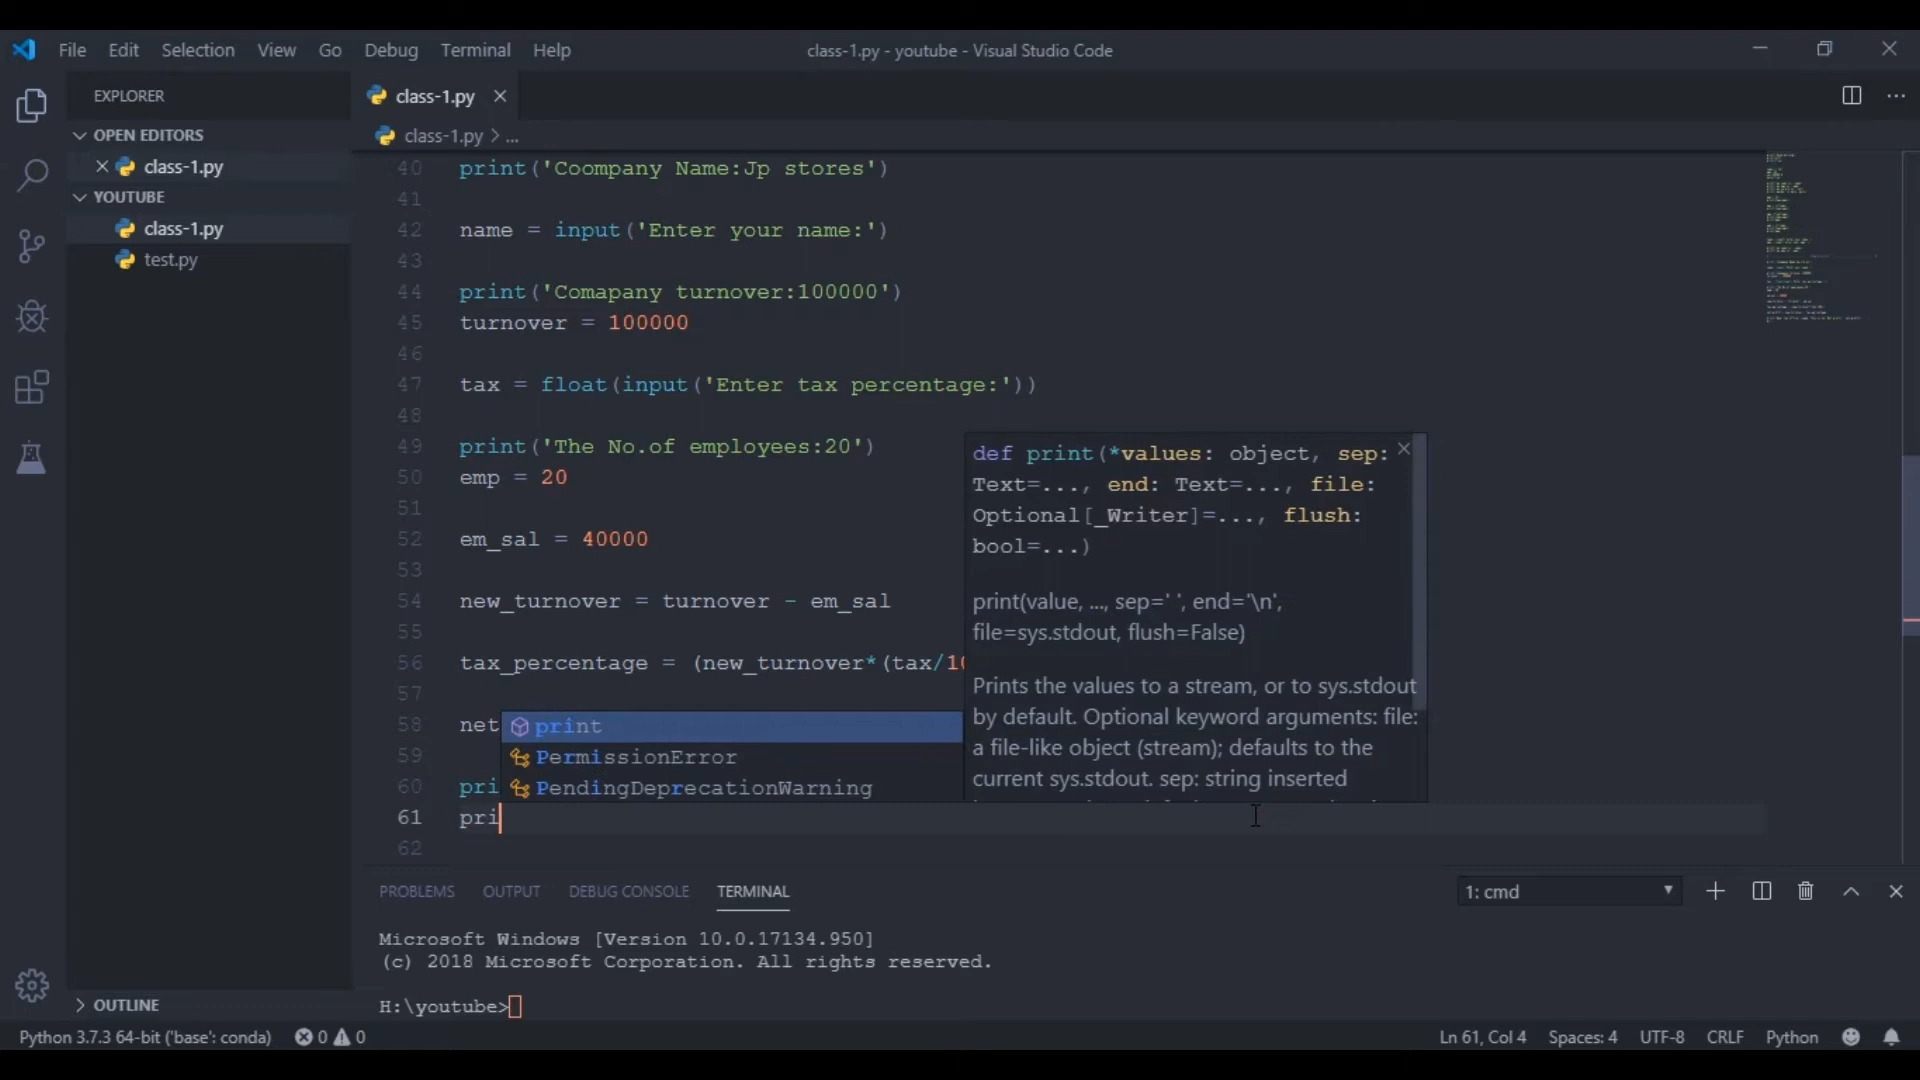 File Edit Selection View Go Debug Terminal Help
class-1.py - youtube - Visual Studio Code
EXPLORER
OPEN EDITORS
class-1.py
YOUTUBE
class-1.py
test.py
OUTLINE
class-1.py
class-1.py > ...
40 print('Coompany Name:Jp stores')
41
42 name = input('Enter your name:')
43
44 print('Comapany turnover:100000')
45 turnover = 100000
46
47 tax = float(input('Enter tax percentage:'))
48
49 print('The No.of employees:20')
50 emp = 20
51
52 em_sal = 40000
53
54 new_turnover = turnover - em_sal
55
56 tax_percentage = (new_turnover*(tax/10
57
58 net
59
60 pri
61 pri
62
print
PermissionError
PendingDeprecationWarning
def print(*values: object, sep:
Text=..., end: Text=..., file:
Optional[_Writer]=..., flush:
bool=...)
print(value, ..., sep=' ', end='\n',
file=sys.stdout, flush=False)
Prints the values to a stream, or to sys.stdout
by default. Optional keyword arguments: file:
a file-like object (stream); defaults to the
current sys.stdout. sep: string inserted
PROBLEMS OUTPUT DEBUG CONSOLE TERMINAL
1: cmd
Microsoft Windows [Version 10.0.17134.950]
(c) 2018 Microsoft Corporation. All rights reserved.
H:\youtube>
Python 3.7.3 64-bit ('base': conda) 0 0
Ln 61, Col 4 Spaces: 4 UTF-8 CRLF Python